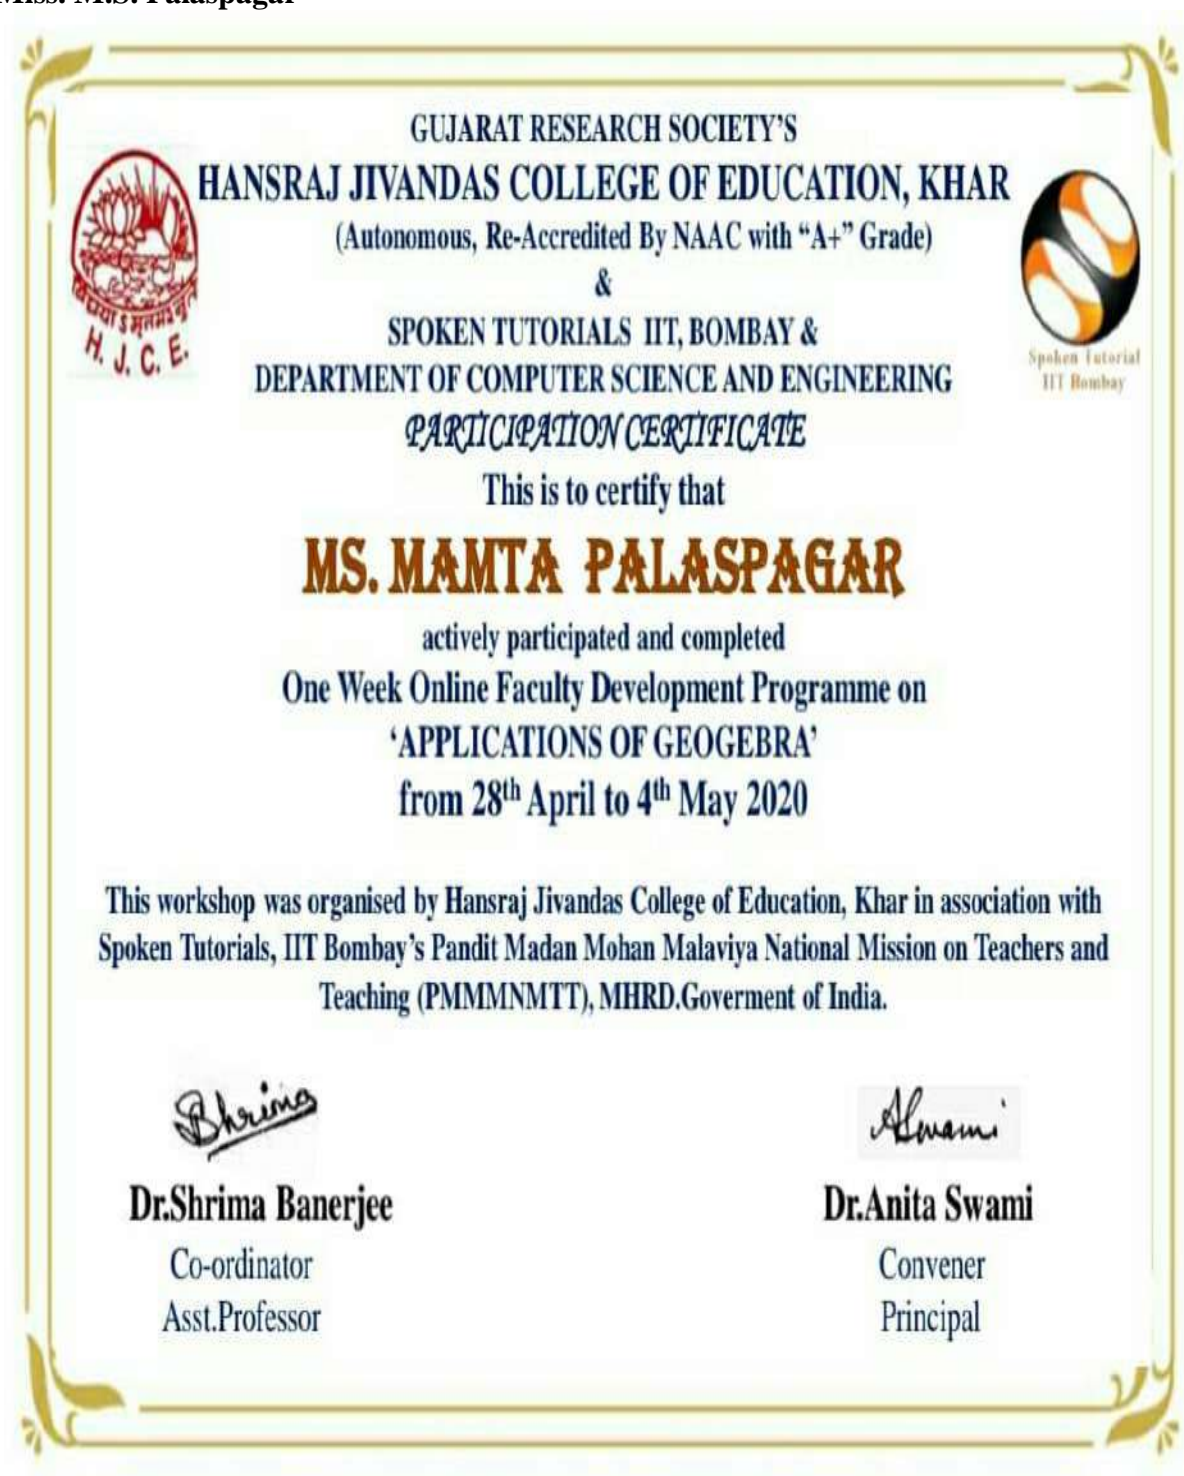 Miss. M.S. Palaspagar
GUJARAT RESEARCH SOCIETY'S
HANSRAJ JIVANDAS COLLEGE OF EDUCATION, KHAR
(Autonomous, Re-Accredited By NAAC with “A+” Grade)
&
SPOKEN TUTORIALS IIT, BOMBAY &
DEPARTMENT OF COMPUTER SCIENCE AND ENGINEERING
PARTICIPATION CERTIFICATE
H. J. C. E.
Spoken Tutorial
IIT Bombay
This is to certify that
MS. MAMTA PALASPAGAR
actively participated and completed
One Week Online Faculty Development Programme on
‘APPLICATIONS OF GEOGEBRA’
from 28th April to 4th May 2020
This workshop was organised by Hansraj Jivandas College of Education, Khar in association with
Spoken Tutorials, IIT Bombay’s Pandit Madan Mohan Malaviya National Mission on Teachers and
Teaching (PMMMNMTT), MHRD.Goverment of India.
Shrima
ASwami
Dr.Shrima Banerjee
Co-ordinator
Asst.Professor
Dr.Anita Swami
Convener
Principal